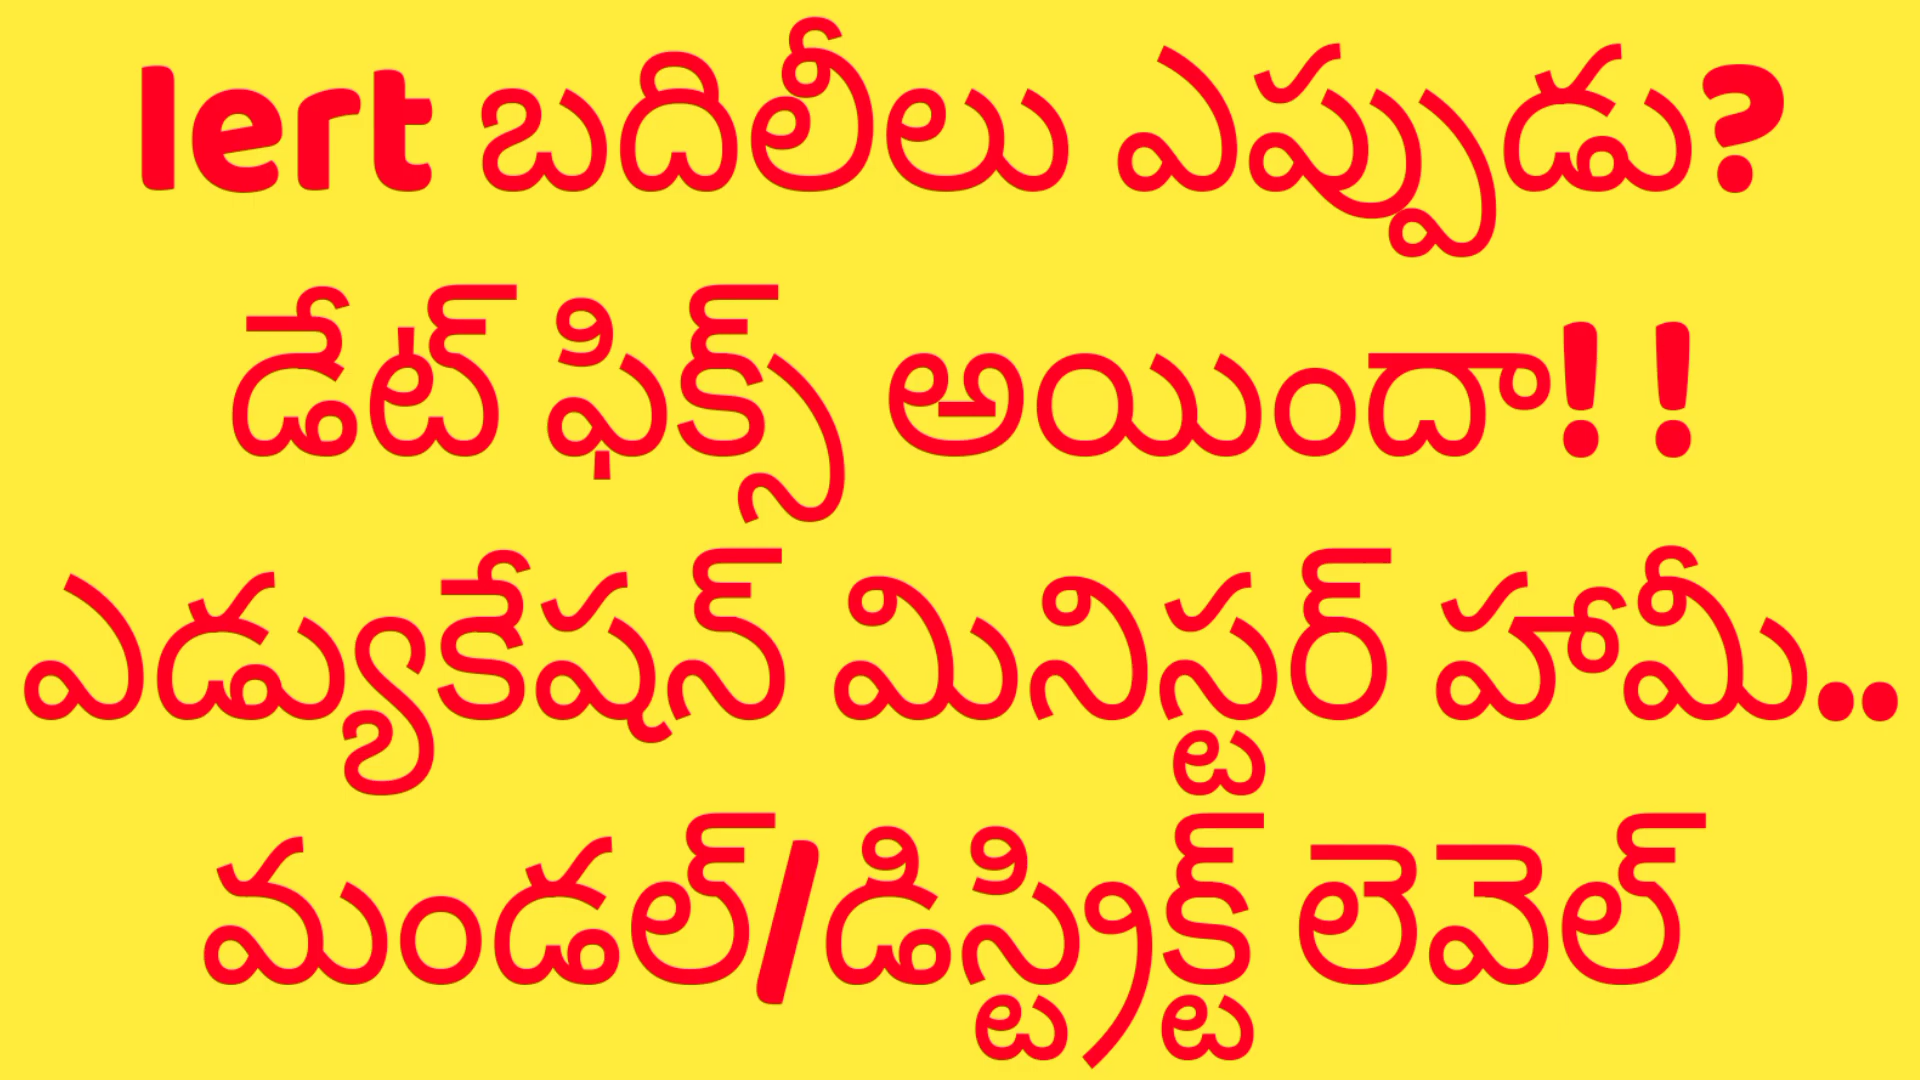 Iert బదిలీలు ఎప్పుడు?
డేట్ ఫిక్స్ అయిందా! !
ఎడ్యుకేషన్ మినిస్టర్ హామీ..
మండల్/డిస్ట్రిక్ట్ లెవెల్